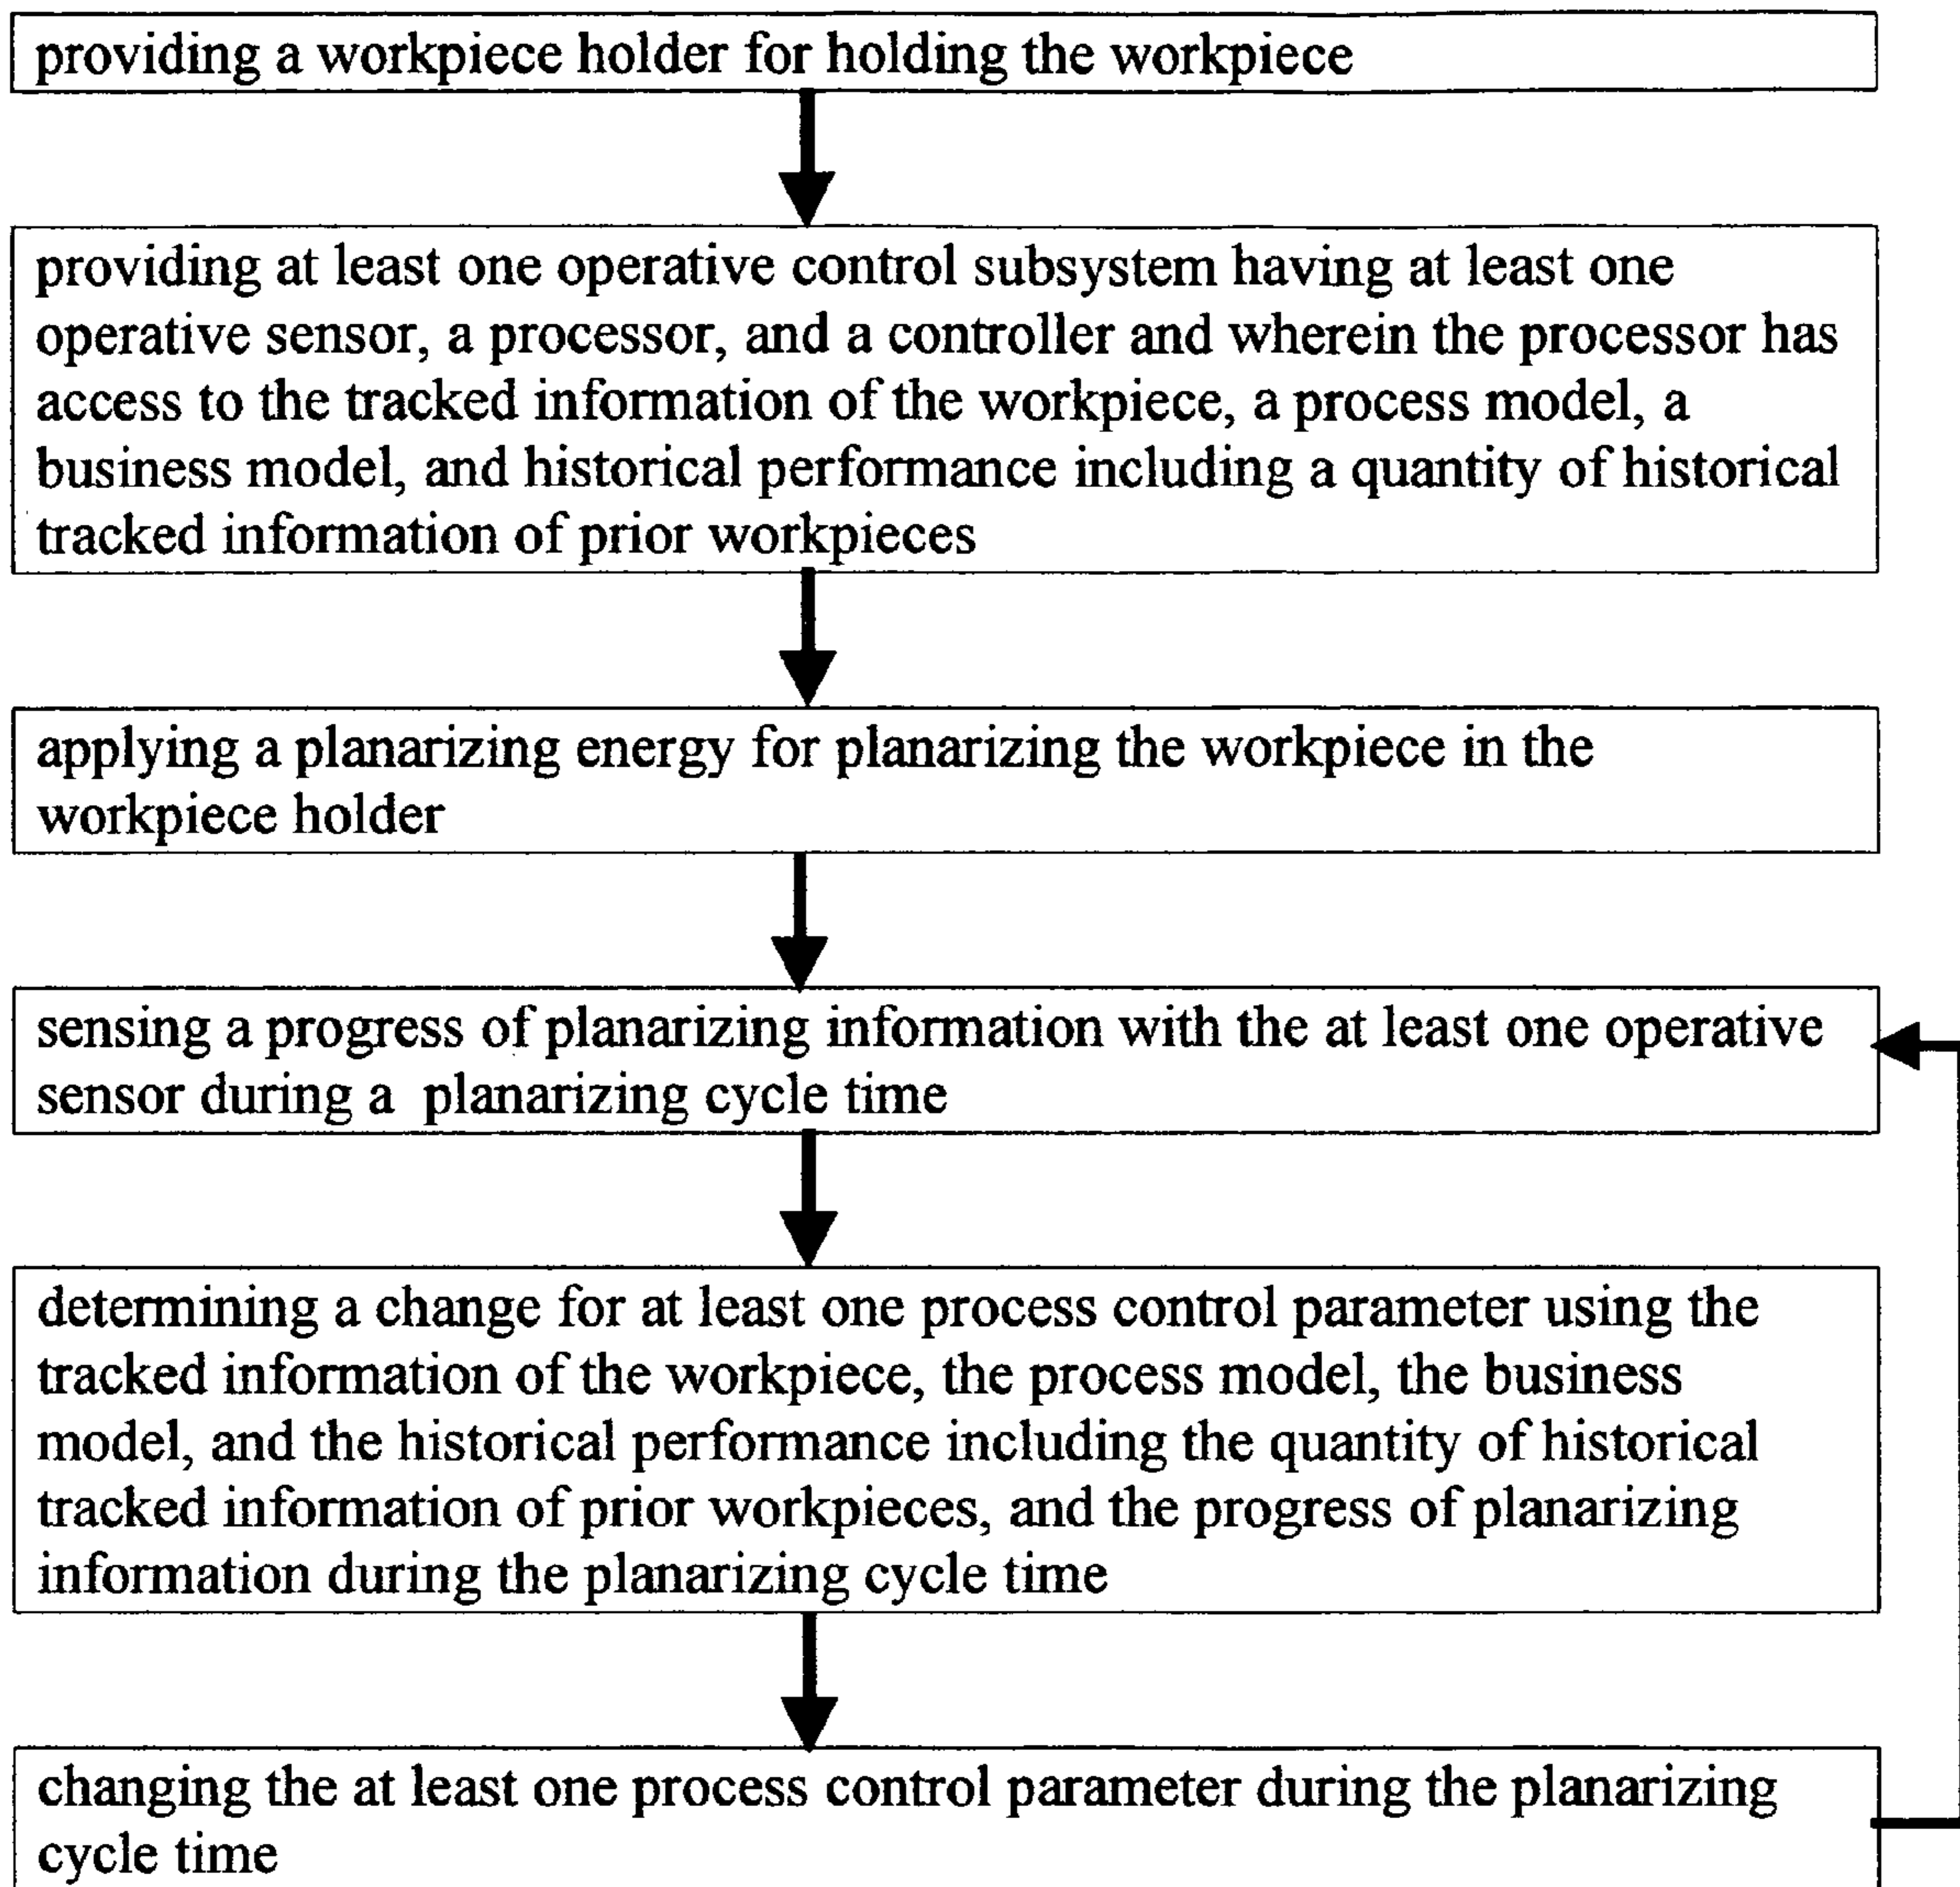 providing a workpiece holder for holding the workpiece
providing at least one operative control subsystem having at least one
operative sensor, a processor, and a controller and wherein the processor has
access to the tracked information of the workpiece, a process model, a
business model, and historical performance including a quantity of historical
tracked information of prior workpieces
applying a planarizing energy for planarizing the workpiece in the
workpiece holder
sensing a progress of planarizing information with the at least one operative
sensor during a planarizing cycle time
determining a change for at least one process control parameter using the
tracked information of the workpiece, the process model, the business
model, and the historical performance including the quantity of historical
tracked information of prior workpieces, and the progress of planarizing
information during the planarizing cycle time
changing the at least one process control parameter during the planarizing
cycle time